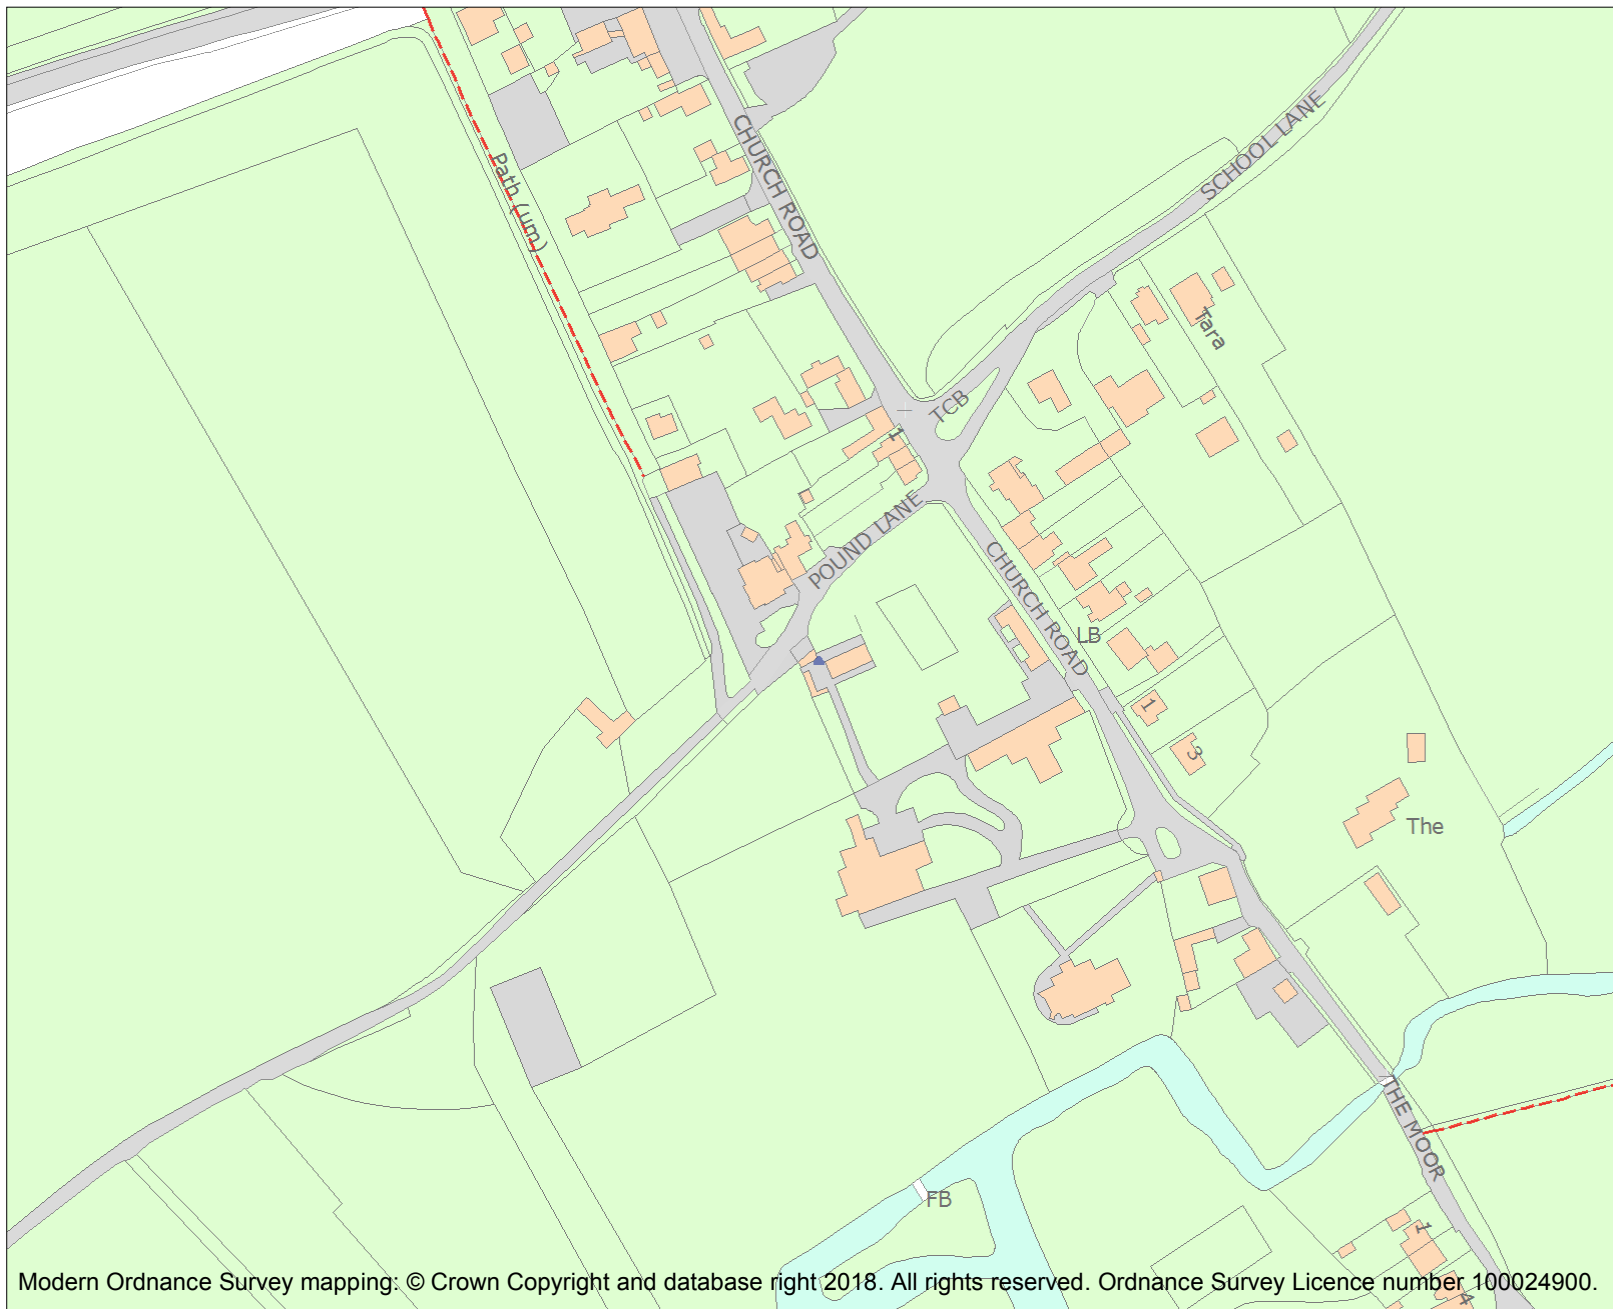 CHURCH ROAD
SCHOOL LANE
Path (um)
Tara
TCB
1
POUND LANE
CHURCH ROAD
LB
1
3
The
THE MOOR
FB
1
4
Modern Ordnance Survey mapping: © Crown Copyright and database right 2018. All rights reserved. Ordnance Survey Licence number 100024900.